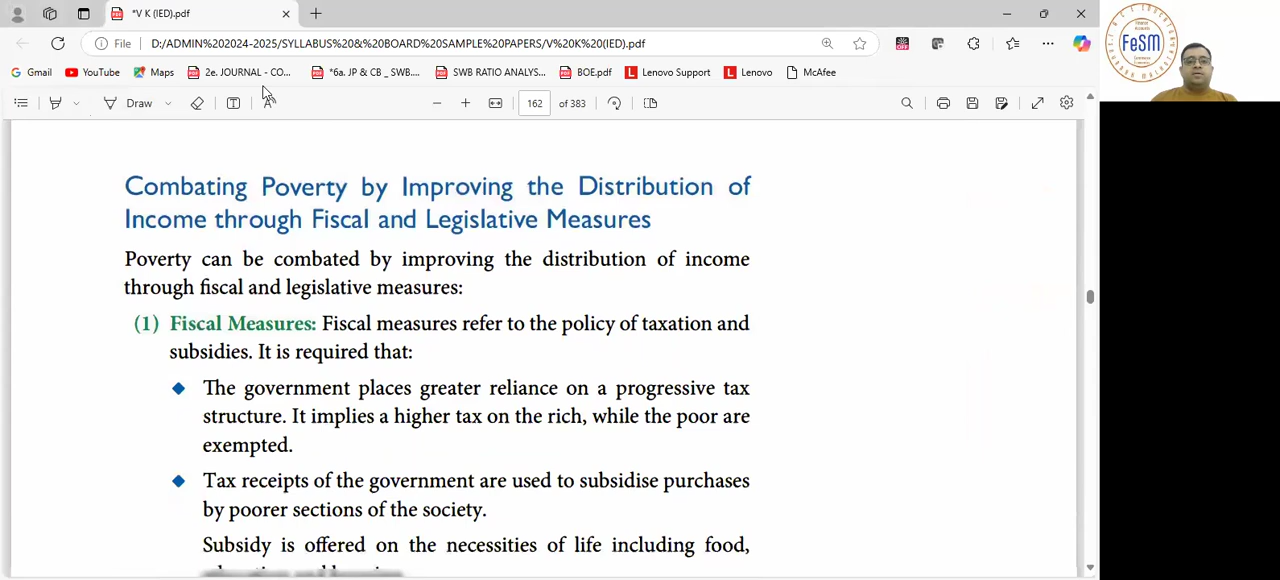 *V K (IED).pdf
File
D:/ADMIN%202024-2025/SYLLABUS%20&%20BOARD%20SAMPLE%20PAPERS/V%20K%20(IED).pdf
OFF
Gmail
YouTube
Maps
2e. JOURNAL - CO...
*6a. JP & CB _ SWB....
SWB RATIO ANALYS...
BOE.pdf
Lenovo Support
Lenovo
McAfee
Draw
162 of 383
FeSM
Combating Poverty by Improving the Distribution of
Income through Fiscal and Legislative Measures
Poverty can be combated by improving the distribution of income
through fiscal and legislative measures:
(1) Fiscal Measures: Fiscal measures refer to the policy of taxation and
subsidies. It is required that:
The government places greater reliance on a progressive tax
structure. It implies a higher tax on the rich, while the poor are
exempted.
Tax receipts of the government are used to subsidise purchases
by poorer sections of the society.
Subsidy is offered on the necessities of life including food,